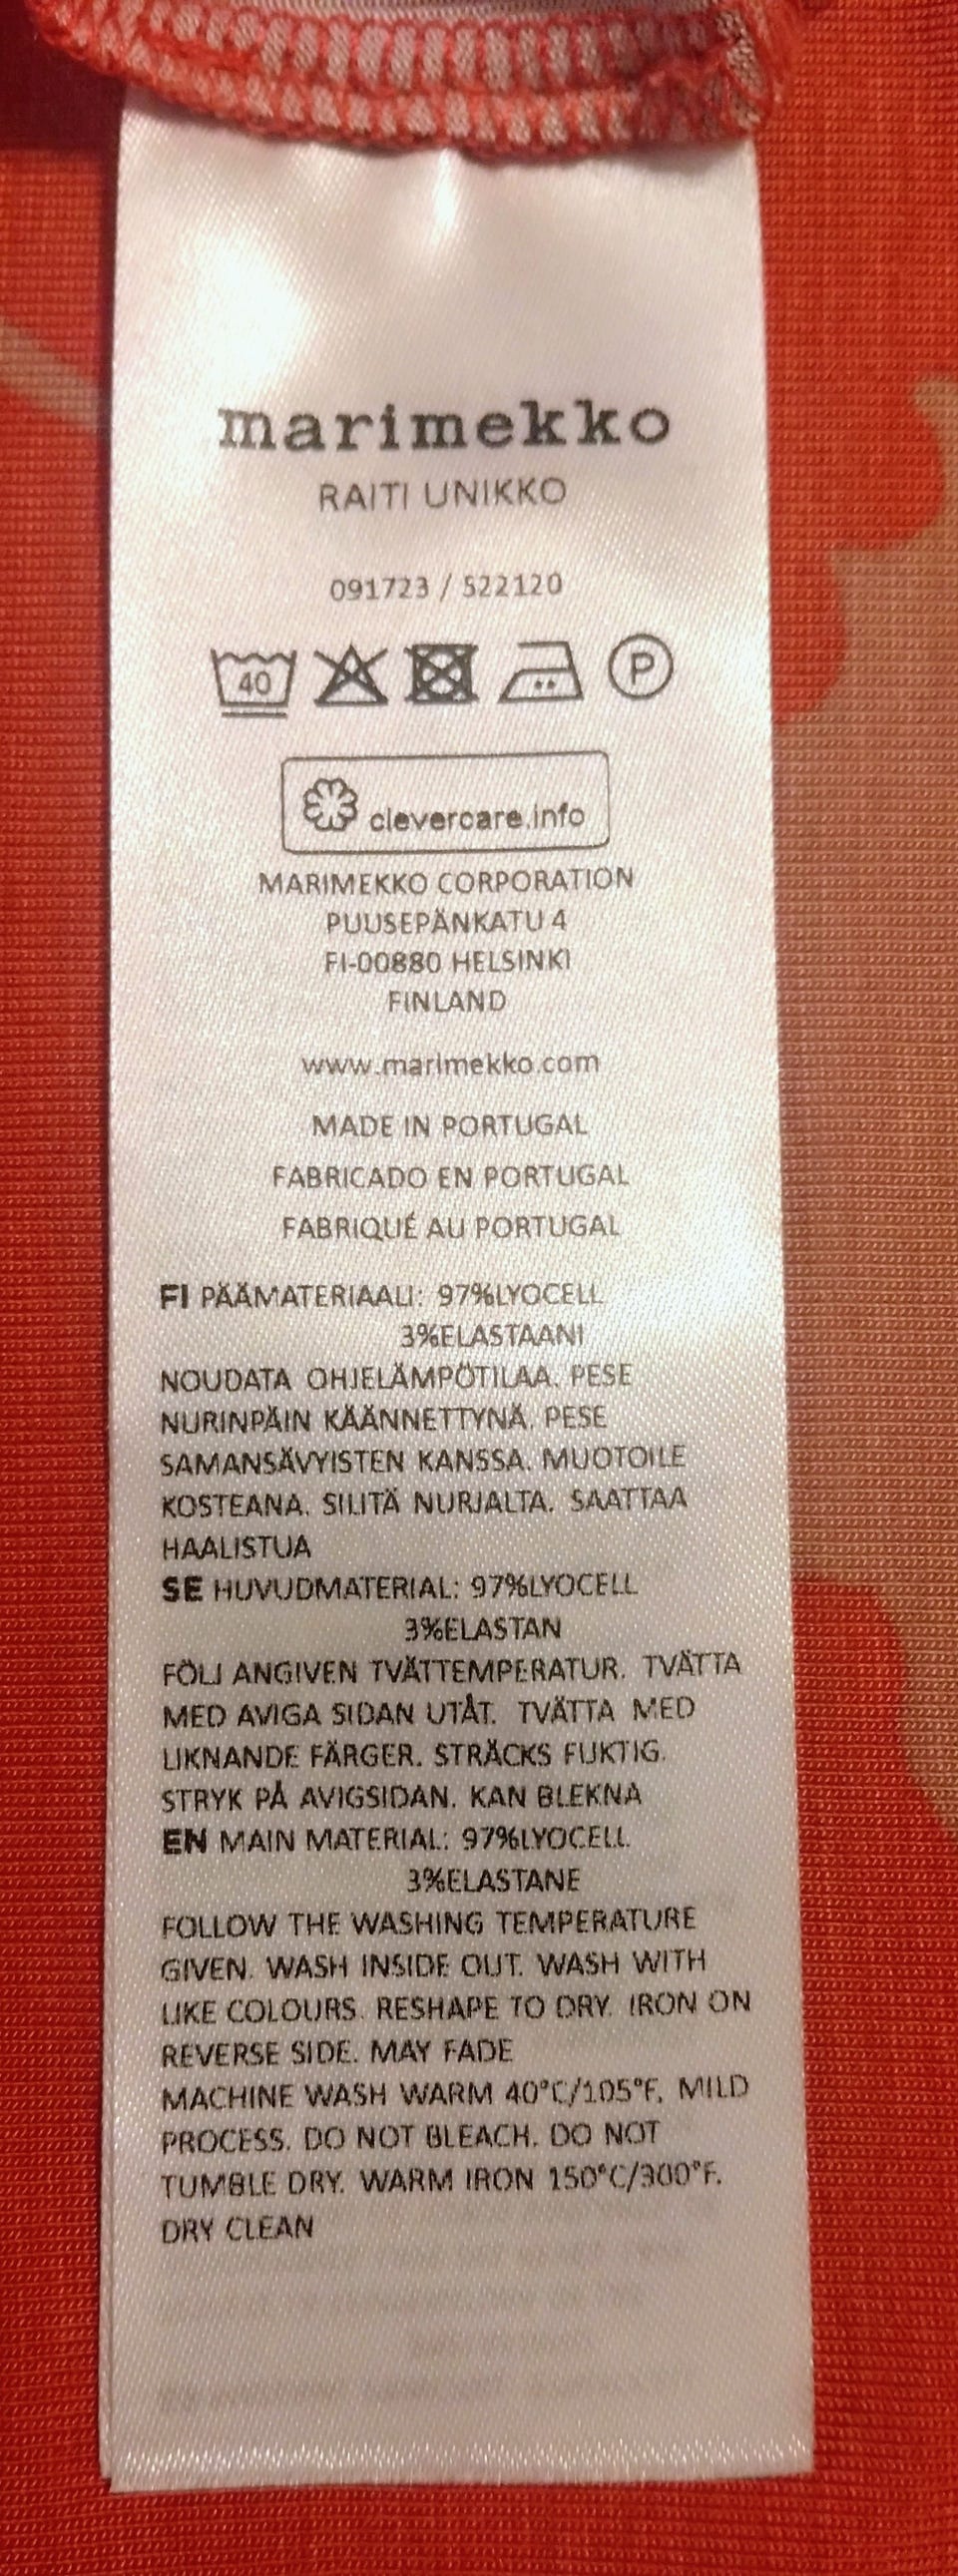 marimekko
RAITI UNIKKO
091723 / 522120
40 P
clevercare.info
MARIMEKKO CORPORATION
PUUSEPÄNKATU 4
FI-00880 HELSINKI
FINLAND
www.marimekko.com
MADE IN PORTUGAL
FABRICADO EN PORTUGAL
FABRIQUÉ AU PORTUGAL
FI PÄÄMATERIAALI: 97%LYOCELL
3%ELASTAANI
NOUDATA OHJELÄMPÖTILAA. PESE
NURINPÄIN KÄÄNNETTYNÄ. PESE
SAMANSÄVYISTEN KANSSA. MUOTOILE
KOSTEANA. SILITÄ NURJALTA. SAATTAA
HAALISTUA
SE HUVUDMATERIAL: 97%LYOCELL
3%ELASTAN
FÖLJ ANGIVEN TVÄTTEMPERATUR. TVÄTTA
MED AVIGA SIDAN UTÅT. TVÄTTA MED
LIKNANDE FÄRGER. STRÄCKS FUKTIG.
STRYK PÅ AVIGSIDAN. KAN BLEKNA
EN MAIN MATERIAL: 97%LYOCELL
3%ELASTANE
FOLLOW THE WASHING TEMPERATURE
GIVEN. WASH INSIDE OUT. WASH WITH
LIKE COLOURS. RESHAPE TO DRY. IRON ON
REVERSE SIDE. MAY FADE
MACHINE WASH WARM 40°C/105°F, MILD
PROCESS. DO NOT BLEACH. DO NOT
TUMBLE DRY. WARM IRON 150°C/300°F.
DRY CLEAN